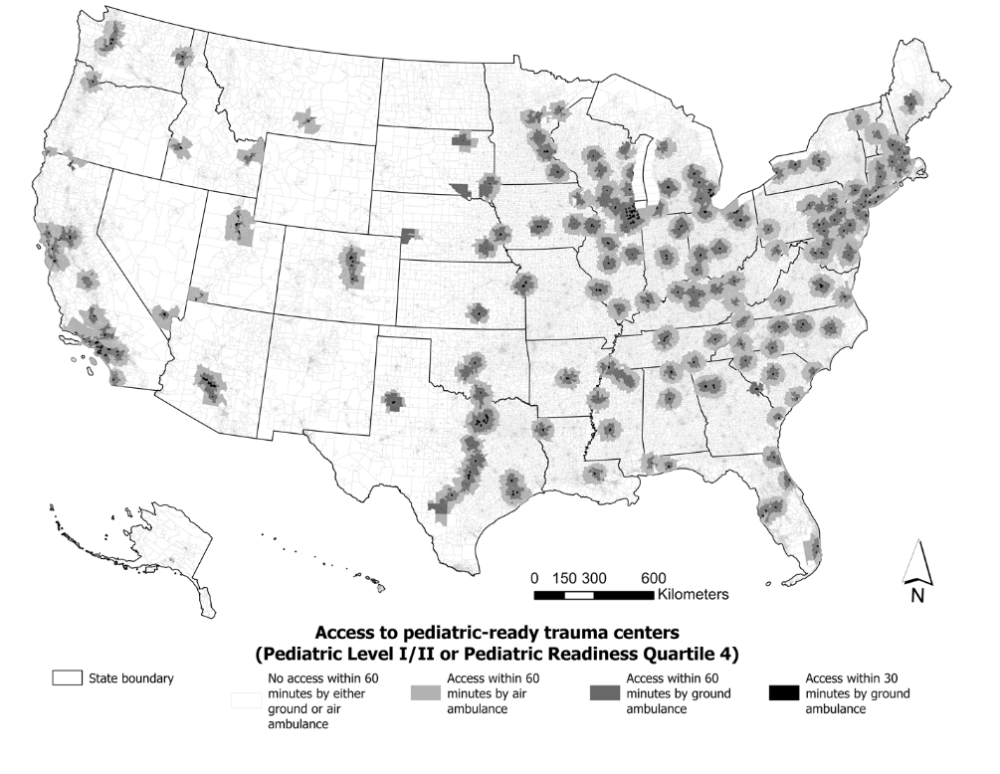 0 150 300 600
Kilometers
N
Access to pediatric-ready trauma centers
(Pediatric Level I/II or Pediatric Readiness Quartile 4)
State boundary
No access within 60
minutes by either
ground or air
ambulance
Access within 60
minutes by air
ambulance
Access within 60
minutes by ground
ambulance
Access within 30
minutes by ground
ambulance